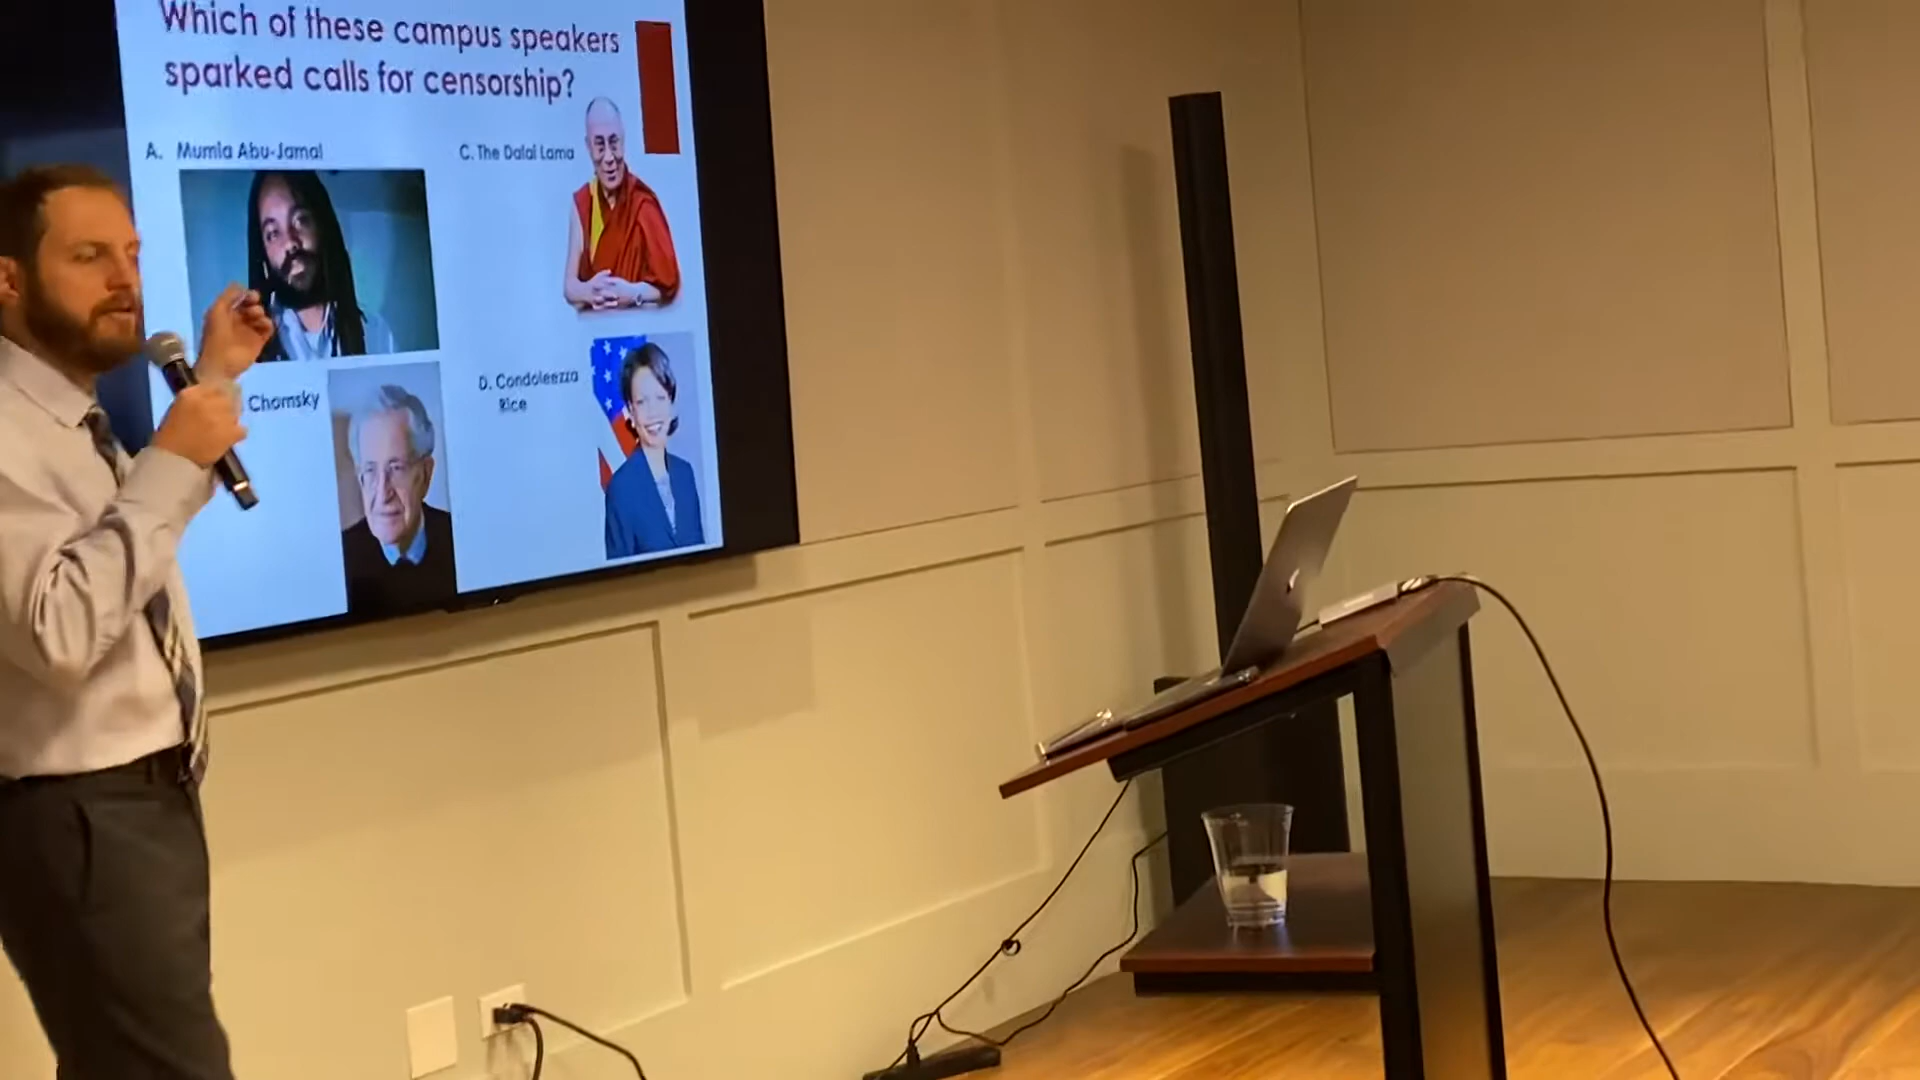 Which of these campus speakers
sparked calls for censorship?
A. Mumia Abu-Jamal
C. The Dalai Lama
Chomsky
D. Condoleezza
Rice